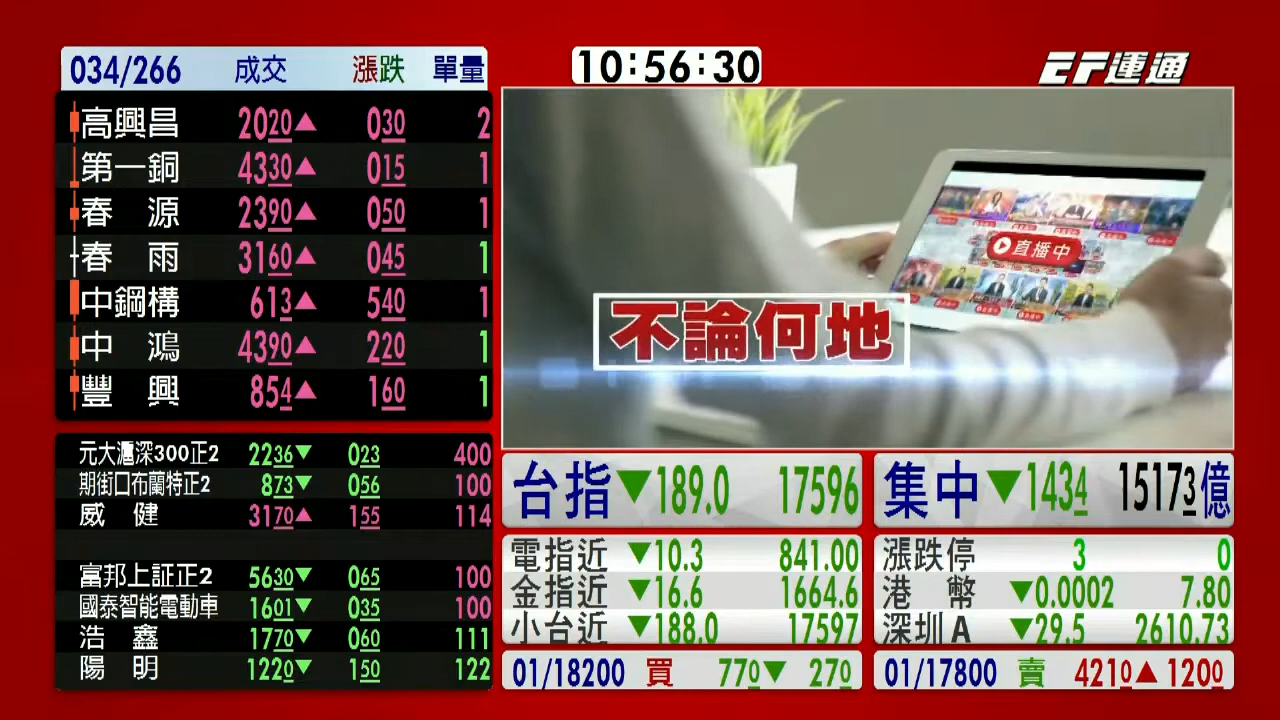 034/266 成交 漲跌 單量
高興昌 2020▲ 030 2
第一銅 4330▲ 015 1
春源 2390▲ 050 1
春雨 3160▲ 045 1
中鋼構 613▲ 540 1
中鴻 4390▲ 220 1
豐興 854▲ 160 1
元大滬深300正2 2236▼ 023 400
期街口布蘭特正2 873▼ 056 100
威健 3170▲ 155 114
富邦上証正2 5630▼ 065 100
國泰智能電動車 1601▼ 035 100
浩鑫 1770▼ 060 111
陽明 1220▼ 150 122
10:56:30
EF運通
直播中
不論何地
台指▼189.0 17596
集中▼1434 15173億
電指近 ▼10.3 841.00
金指近 ▼16.6 1664.6
小台近 ▼188.0 17597
漲跌停 3 0
港幣 ▼0.0002 7.80
深圳A ▼29.5 2610.73
01/18200 買 770▼ 270
01/17800 賣 4210▲ 1200